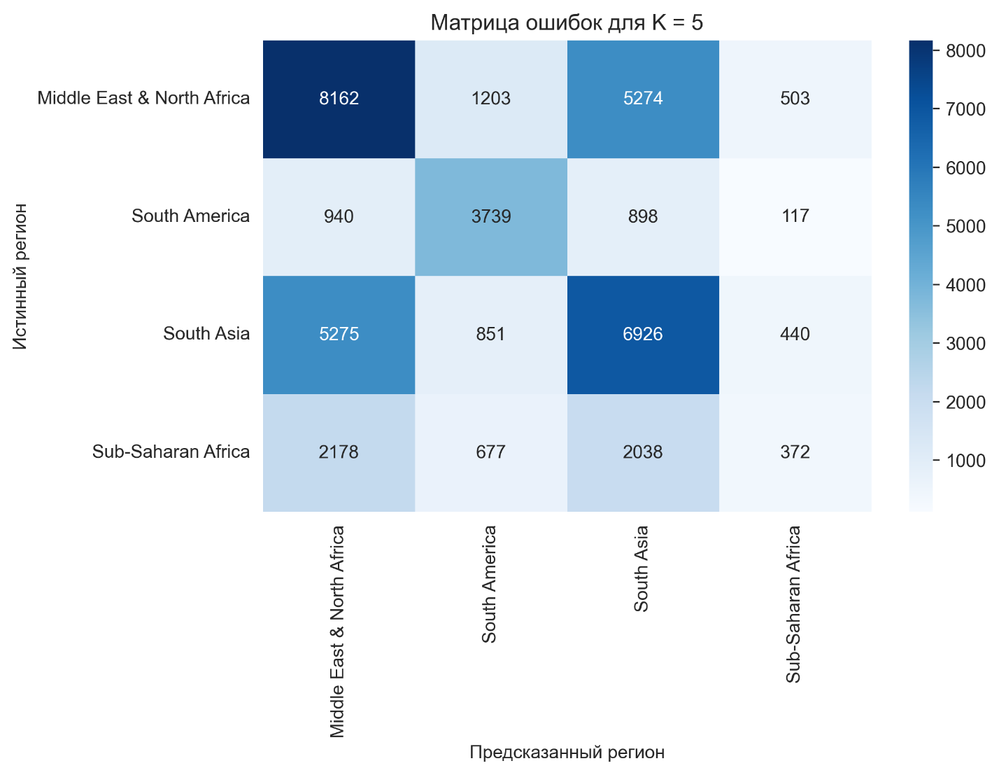 Матрица ошибок для K = 5
Истинный регион
Middle East & North Africa
8162 1203 5274 503
South America
940 3739 898 117
South Asia
5275 851 6926 440
Sub-Saharan Africa
2178 677 2038 372
Middle East & North Africa
South America
South Asia
Sub-Saharan Africa
Предсказанный регион
8000
7000
6000
5000
4000
3000
2000
1000